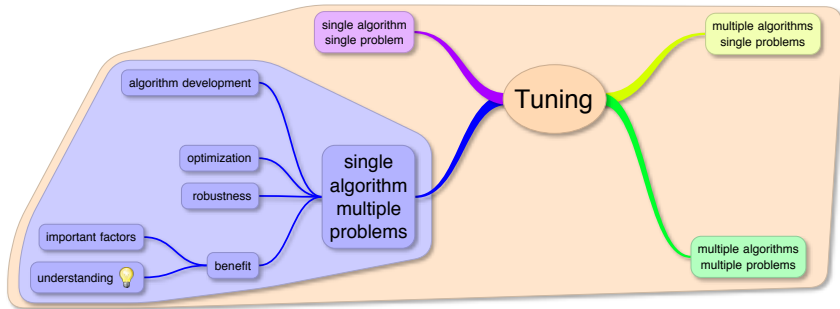 single algorithm
single problem
multiple algorithms
single problems
algorithm development
Tuning
optimization
single
algorithm
multiple
problems
robustness
important factors
benefit
understanding
multiple algorithms
multiple problems